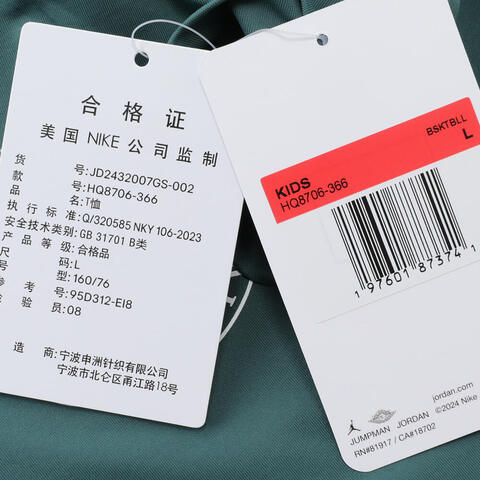 合格证
美国 NIKE 公司监制
货 号:JD2432007GS-002
款 号:HQ8706-366
品 名:T恤
执行标准:Q/320585 NKY 106-2023
安全技术类别:GB 31701 B类
产品等级:合格品
尺 码:L
型:160/76
参考号:95D312-EI8
检验员:08
造商:宁波申洲针织有限公司
宁波市北仑区甬江路18号
BSKTBLL
L
KIDS
HQ8706-366
1 97601 87374 1
jordan.com
JUMPMAN JORDAN ©2024 Nike
RN#81917 / CA#18702